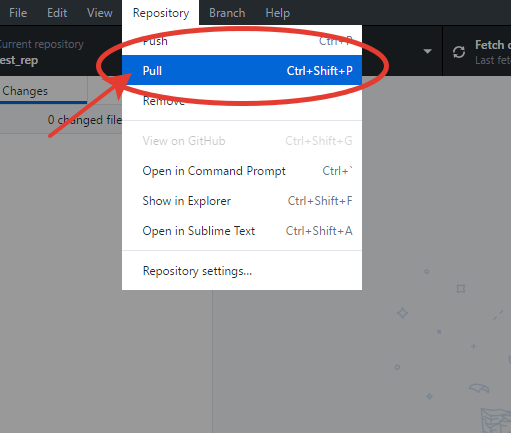 File Edit View Repository Branch Help
Current repository
est_rep
Fetch
Last fet
Changes
0 changed file
Push Ctrl+P
Pull Ctrl+Shift+P
Remove
View on GitHub Ctrl+Shift+G
Open in Command Prompt Ctrl+`
Show in Explorer Ctrl+Shift+F
Open in Sublime Text Ctrl+Shift+A
Repository settings...